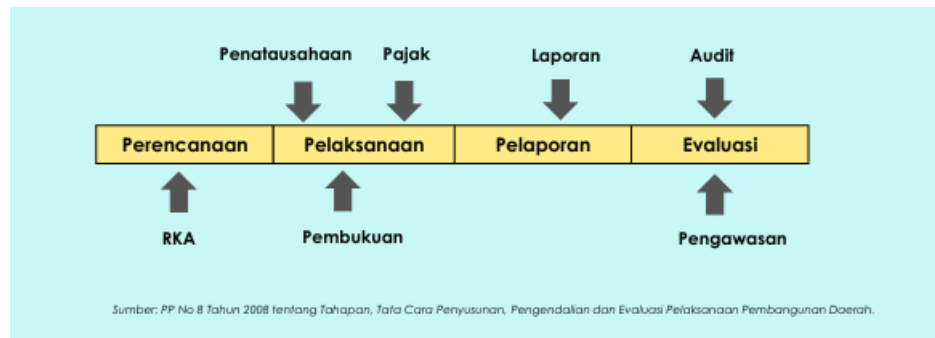 Penatausahaan Pajak Laporan Audit
Perencanaan Pelaksanaan Pelaporan Evaluasi
RKA Pembukuan Pengawasan
Sumber: PP No 8 Tahun 2008 tentang Tahapan, Tata Cara Penyusunan, Pengendalian dan Evaluasi Pelaksanaan Pembangunan Daerah.